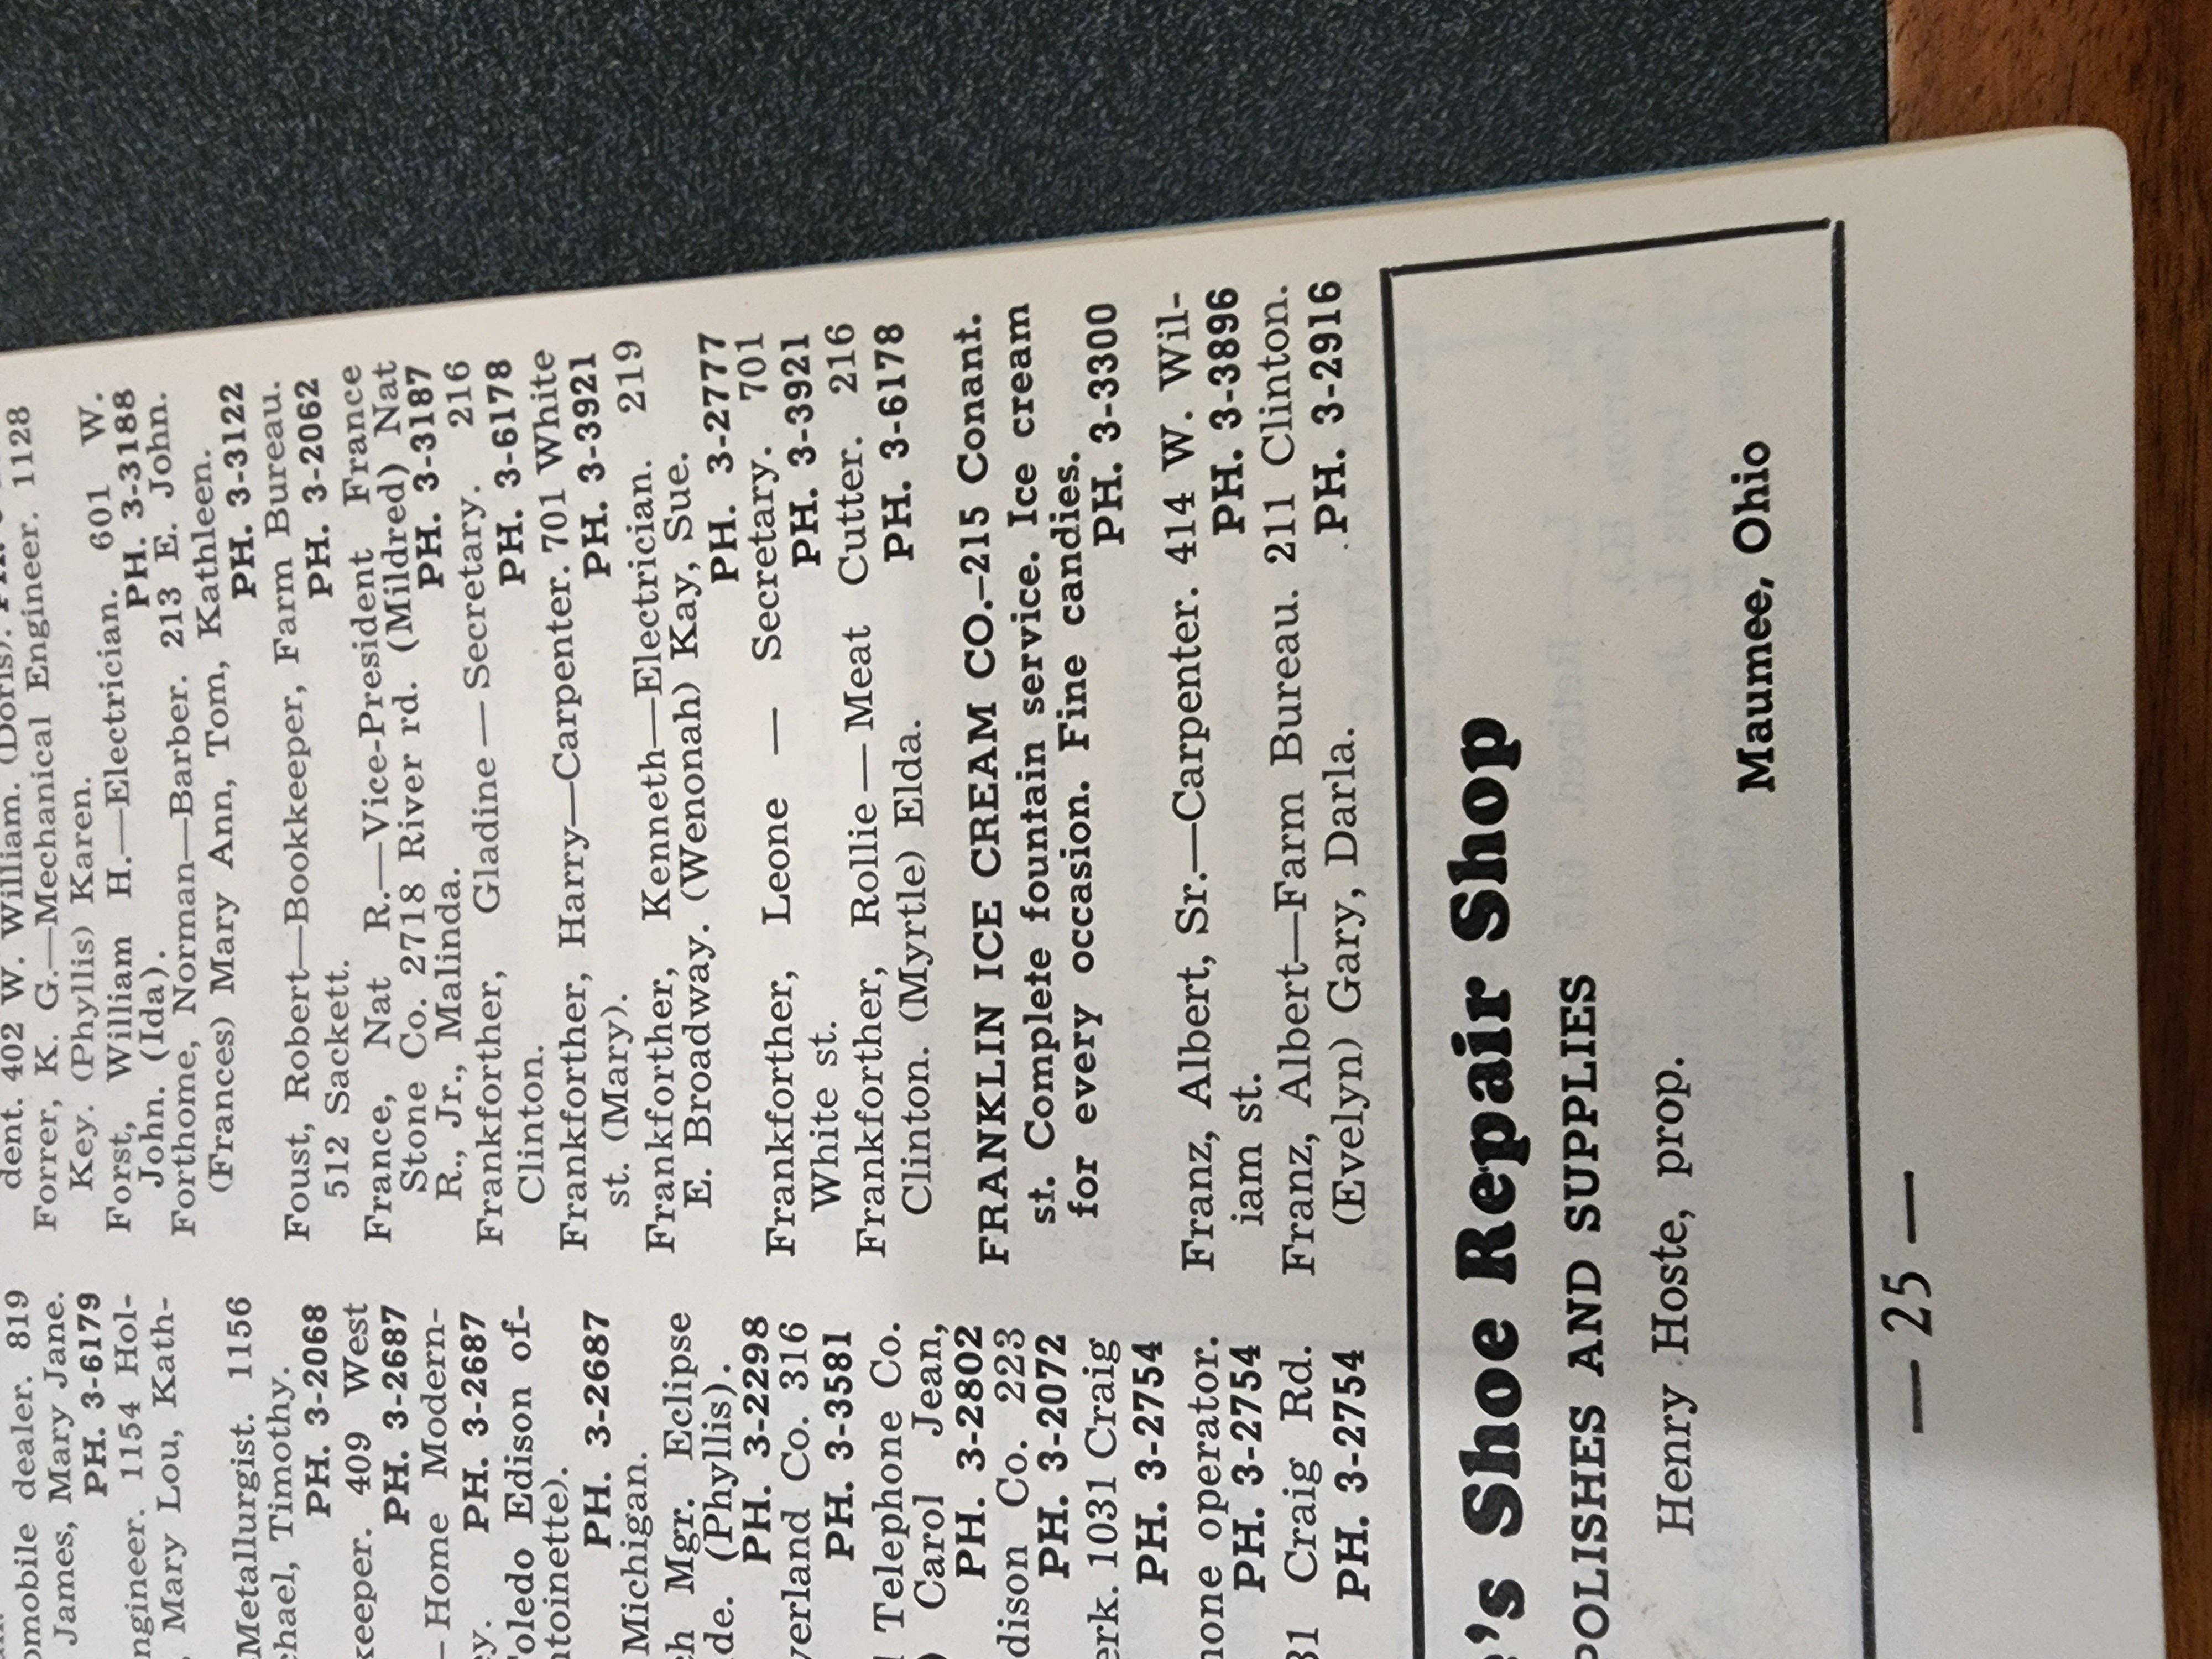 omobile dealer. 819
James, Mary Jane.
PH. 3-6179
ngineer. 1154 Hol-
, Mary Lou, Kath-
Metallurgist. 1156
chael, Timothy.
PH. 3-2068
keeper. 409 West
PH. 3-2687
— Home Modern-
ey. PH. 3-2687
Toledo Edison of-
ntoinette).
PH. 3-2687
Michigan.
ch Mgr. Eclipse
de. (Phyllis).
PH. 3-2298
verland Co. 316
PH. 3-3581
l Telephone Co.
) Carol Jean,
PH. 3-2802
dison Co. 223
PH. 3-2072
erk. 1031 Craig
PH. 3-2754
hone operator.
PH. 3-2754
31 Craig Rd.
PH. 3-2754
dent. 402 W. William. (Doris).
Forrer, K. G.—Mechanical Engineer. 1128
Key. (Phyllis) Karen.
Forst, William H.—Electrician. 601 W.
John. (Ida). PH. 3-3188
Forthome, Norman—Barber. 213 E. John.
(Frances) Mary Ann, Tom, Kathleen.
PH. 3-3122
Foust, Robert—Bookkeeper, Farm Bureau.
512 Sackett. PH. 3-2062
France, Nat R.—Vice-President France
Stone Co. 2718 River rd. (Mildred) Nat
R., Jr., Malinda. PH. 3-3187
Frankforther, Gladine — Secretary. 216
Clinton. PH. 3-6178
Frankforther, Harry—Carpenter. 701 White
st. (Mary). PH. 3-3921
Frankforther, Kenneth—Electrician. 219
E. Broadway. (Wenonah) Kay, Sue.
PH. 3-2777
Frankforther, Leone — Secretary. 701
White st. PH. 3-3921
Frankforther, Rollie — Meat Cutter. 216
Clinton. (Myrtle) Elda. PH. 3-6178
FRANKLIN ICE CREAM CO.–215 Conant.
st. Complete fountain service. Ice cream
for every occasion. Fine candies.
PH. 3-3300
Franz, Albert, Sr.—Carpenter. 414 W. Wil-
iam st. PH. 3-3896
Franz, Albert—Farm Bureau. 211 Clinton.
(Evelyn) Gary, Darla. PH. 3-2916
's Shoe Repair Shop
POLISHES AND SUPPLIES
Henry Hoste, prop.
Maumee, Ohio
— 25 —